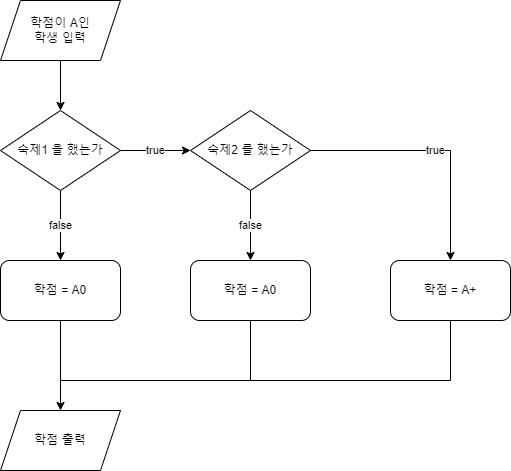 학점이 A인
학생 입력
숙제1 을 했는가
true
숙제2 를 했는가
true
false
false
학점 = A0
학점 = A0
학점 = A+
학점 출력